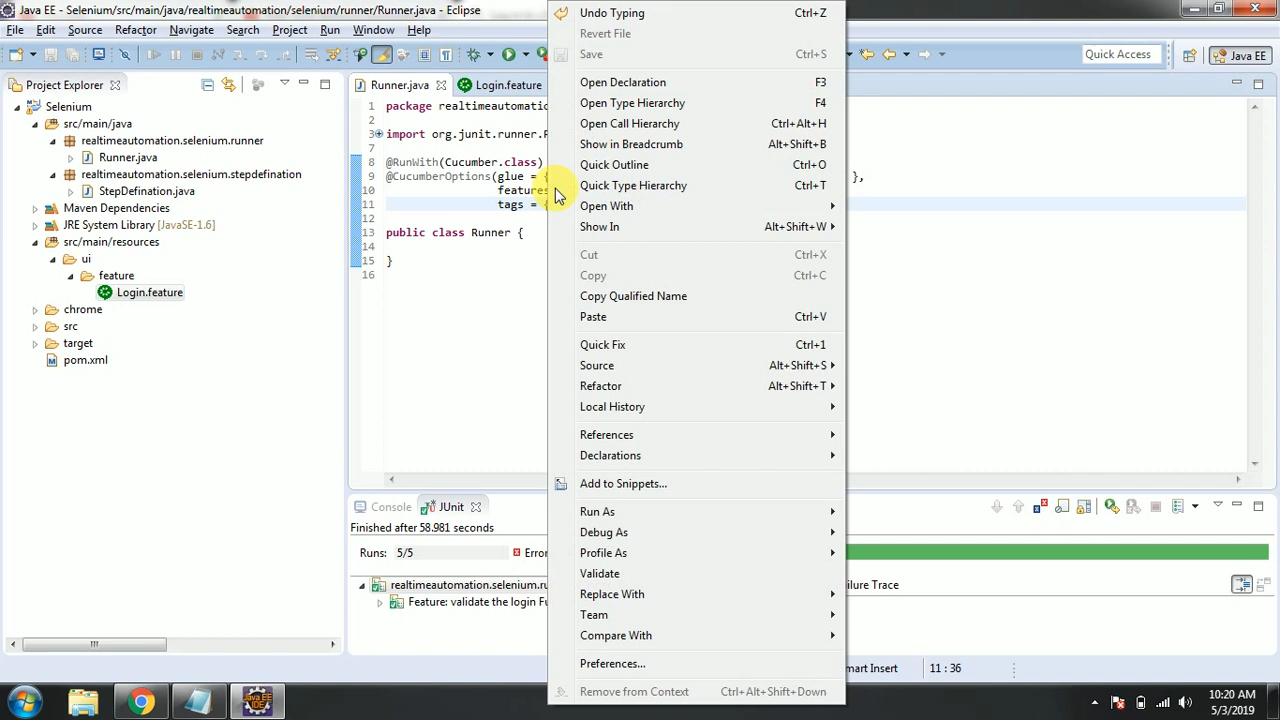 Java EE - Selenium/src/main/java/realtimeautomation/selenium/runner/Runner.java - Eclipse
File Edit Source Refactor Navigate Search Project Run Window Help
Quick Access
Java EE
Project Explorer
Selenium
src/main/java
realtimeautomation.selenium.runner
Runner.java
realtimeautomation.selenium.stepdefination
StepDefination.java
Maven Dependencies
JRE System Library [JavaSE-1.6]
src/main/resources
ui
feature
Login.feature
chrome
src
target
pom.xml
Runner.java
Login.feature
1 package realtimeautomation
2
3 import org.junit.runner.
7
8 @RunWith(Cucumber.class)
9 @CucumberOptions(glue = { },
10 features
11 tags = {
12
13 public class Runner {
14
15 }
16
Undo Typing Ctrl+Z
Revert File
Save Ctrl+S
Open Declaration F3
Open Type Hierarchy F4
Open Call Hierarchy Ctrl+Alt+H
Show in Breadcrumb Alt+Shift+B
Quick Outline Ctrl+O
Quick Type Hierarchy Ctrl+T
Open With
Show In Alt+Shift+W
Cut Ctrl+X
Copy Ctrl+C
Copy Qualified Name
Paste Ctrl+V
Quick Fix Ctrl+1
Source Alt+Shift+S
Refactor Alt+Shift+T
Local History
References
Declarations
Add to Snippets...
Run As
Debug As
Profile As
Validate
Replace With
Team
Compare With
Preferences...
Remove from Context Ctrl+Alt+Shift+Down
Console
JUnit
Finished after 58.981 seconds
Runs: 5/5
Error
realtimeautomation.selenium.ru
Feature: validate the login Fu
ilure Trace
mart Insert
11 : 36
10:20 AM
5/3/2019